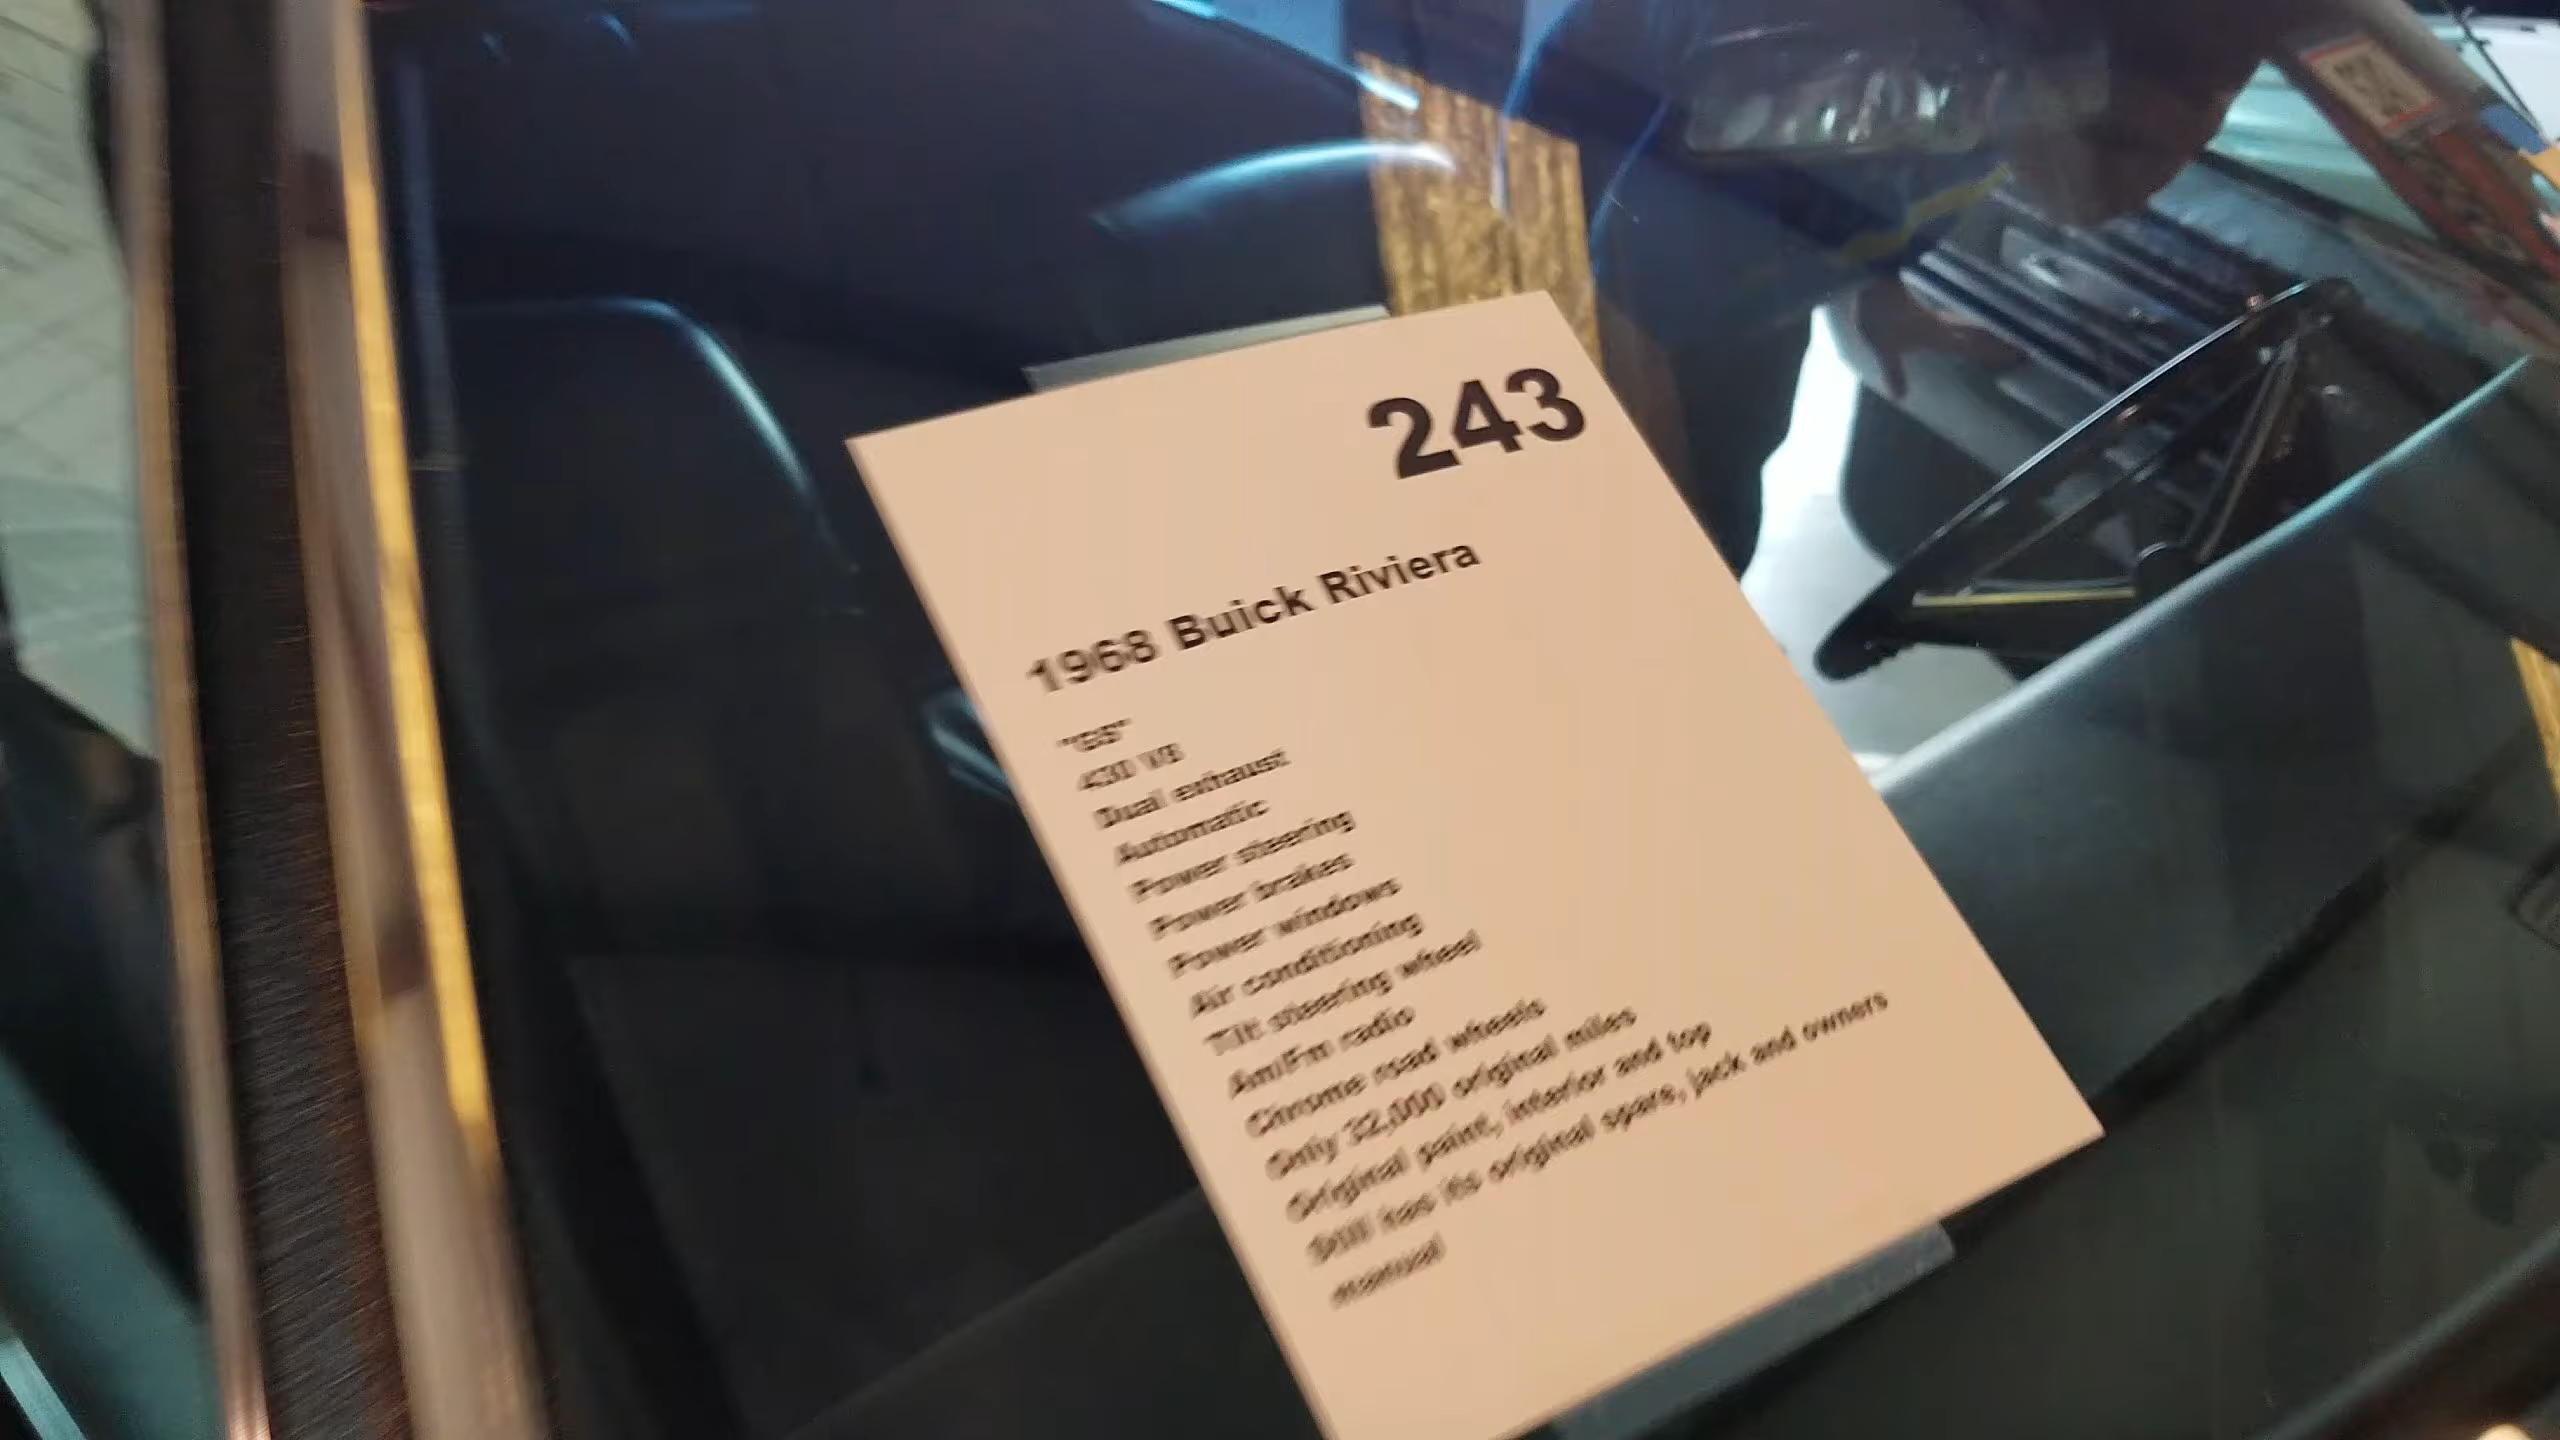 243
1968 Buick Riviera
"GS"
430 V8
Dual exhaust
Automatic
Power steering
Power brakes
Power windows
Air conditioning
Tilt steering wheel
Am/Fm radio
Chrome road wheels
Only 32,000 original miles
Original paint, interior and top
Still has its original spare, jack and owners
manual